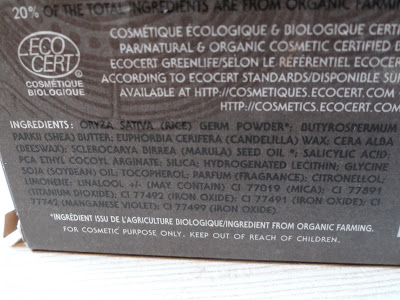 20% OF THE TOTAL INGREDIENTS ARE FROM ORGANIC FARMING
ECO
CERT
COSMÉTIQUE
BIOLOGIQUE
COSMÉTIQUE ÉCOLOGIQUE & BIOLOGIQUE CERT
PAR/NATURAL & ORGANIC COSMETIC CERTIFIED B
ECOCERT GREENLIFE/SELON LE RÉFÉRENTIEL ECOCERT
ACCORDING TO ECOCERT STANDARDS/DISPONIBLE SU
AVAILABLE AT HTTP://COSMETIQUES.ECOCERT.COM
HTTP://COSMETICS.ECOCERT.COM
INGREDIENTS: ORYZA SATIVA (RICE) GERM POWDER*; BUTYROSPERMUM
PARKII (SHEA) BUTTER; EUPHORBIA CERIFERA (CANDELILLA) WAX; CERA ALBA
(BEESWAX); SCLEROCARYA BIRREA (MARULA) SEED OIL *; SALICYLIC ACID;
PCA ETHYL COCOYL ARGINATE; SILICA; HYDROGENATED LECITHIN; GLYCINE
SOJA (SOYBEAN) OIL; TOCOPHEROL; PARFUM (FRAGRANCE); CITRONELLOL;
LIMONENE; LINALOOL +/- (MAY CONTAIN) CI 77019 (MICA); CI 77891
(TITANIUM DIOXIDE); CI 77492 (IRON OXIDE); CI 77491 (IRON OXIDE); CI
77742 (MANGANESE VIOLET); CI 77499 (IRON OXIDE).
*INGRÉDIENT ISSU DE L'AGRICULTURE BIOLOGIQUE/INGREDIENT FROM ORGANIC FARMING.
FOR COSMETIC PURPOSE ONLY. KEEP OUT OF REACH OF CHILDREN.